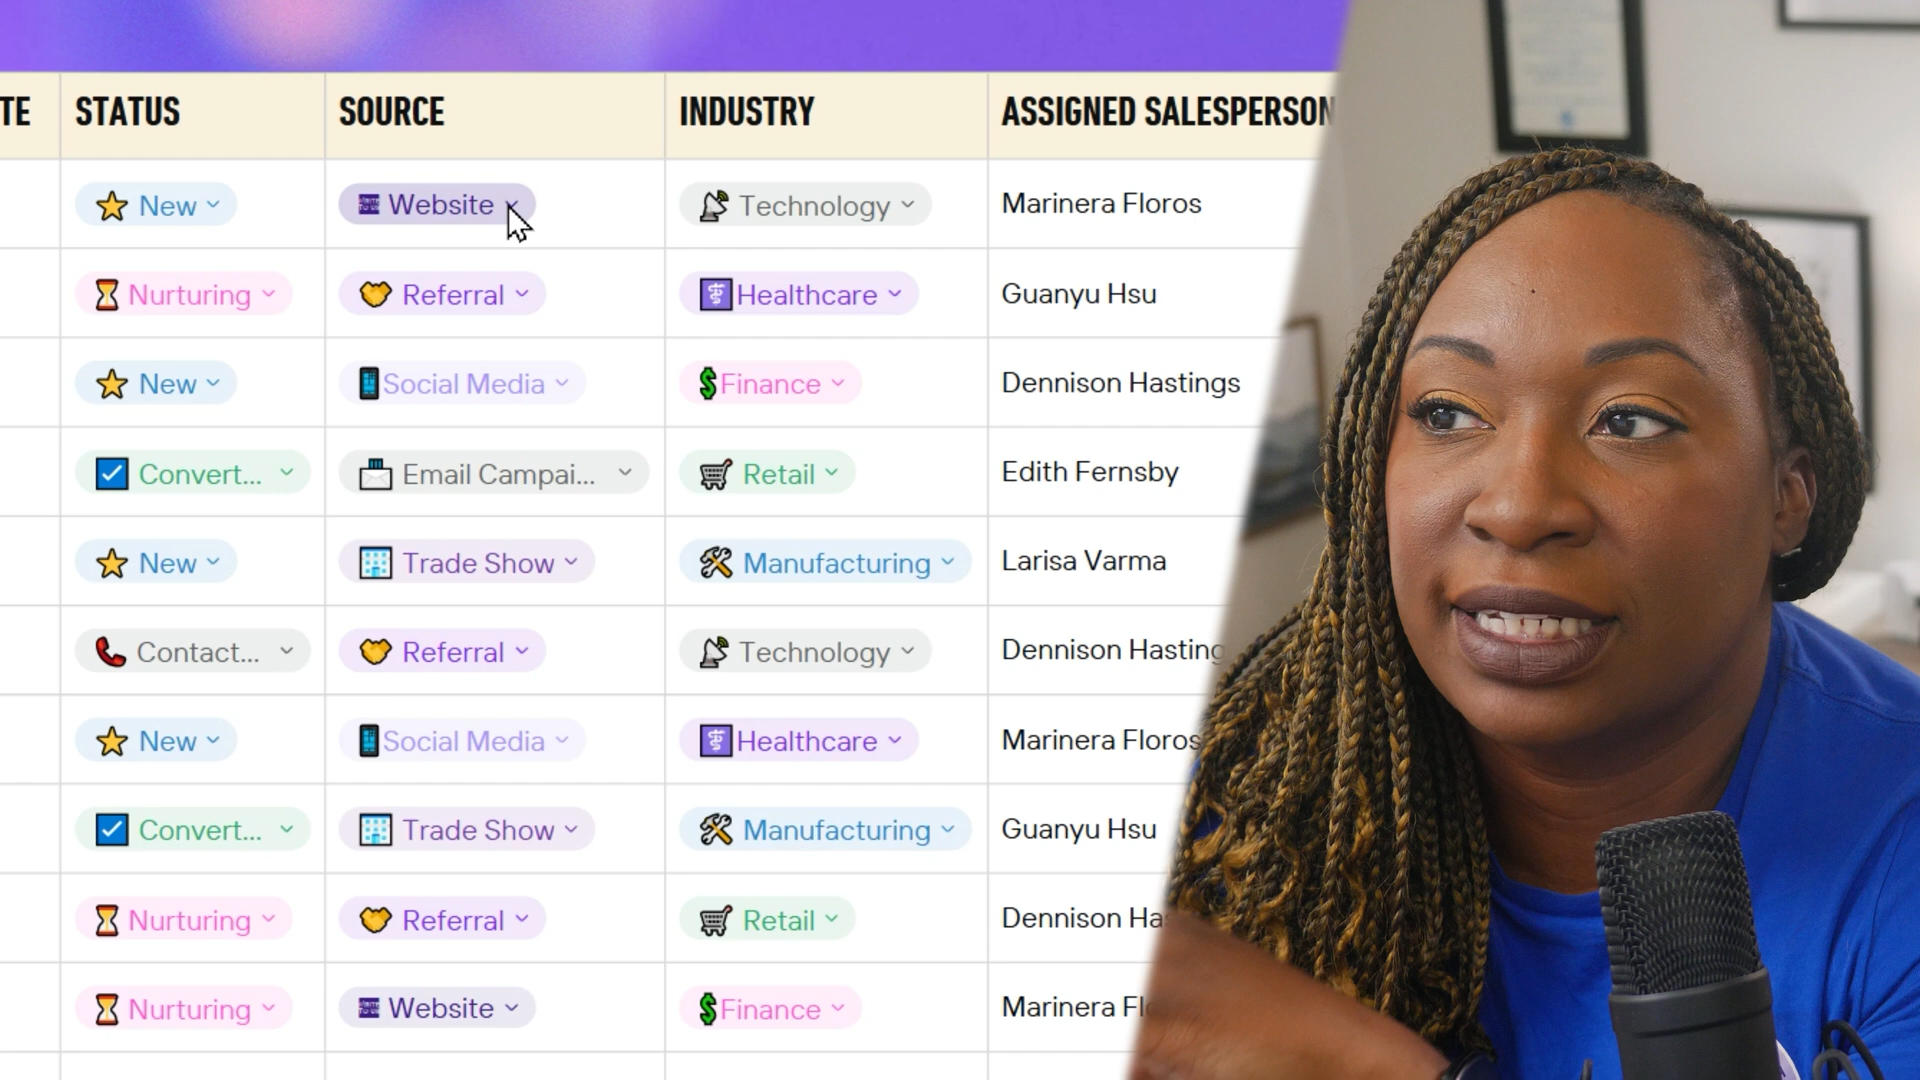 TE STATUS SOURCE INDUSTRY ASSIGNED SALESPERSON
New Website Technology Marinera Floros
Nurturing Referral Healthcare Guanyu Hsu
New Social Media Finance Dennison Hastings
Convert... Email Campai... Retail Edith Fernsby
New Trade Show Manufacturing Larisa Varma
Contact... Referral Technology Dennison Hasting
New Social Media Healthcare Marinera Floros
Convert... Trade Show Manufacturing Guanyu Hsu
Nurturing Referral Retail Dennison Has
Nurturing Website Finance Marinera Fl